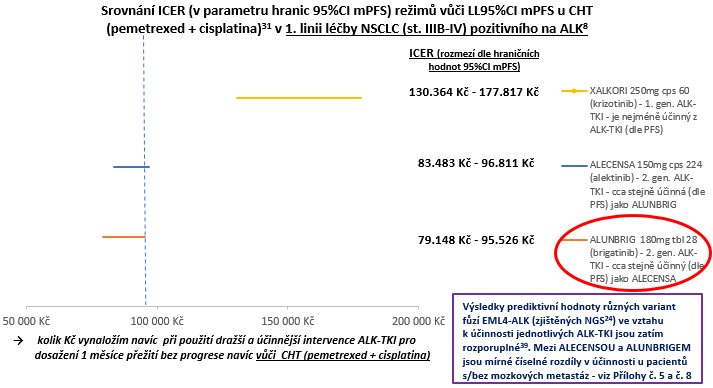 Srovnání ICER (v parametru hranic 95%CI mPFS) režimů vůči LL95%CI mPFS u CHT
(pemetrexed + cisplatina)³¹ v 1. linii léčby NSCLC (st. IIIB-IV) pozitivního na ALK⁸
ICER (rozmezí dle hraničních
hodnot 95%CI mPFS)
130.364 Kč - 177.817 Kč
XALKORI 250mg cps 60
(krizotinib) - 1. gen. ALK-
TKI - je nejméně účinný z
ALK-TKI (dle PFS)
83.483 Kč - 96.811 Kč
ALECENSA 150mg cps 224
(alektinib) - 2. gen. ALK-
TKI - cca stejně účinná (dle
PFS) jako ALUNBRIG
79.148 Kč - 95.526 Kč
ALUNBRIG 180mg tbl 28
(brigatinib) - 2. gen. ALK-
TKI - cca stejně účinný (dle
PFS) jako ALECENSA
50 000 Kč
100 000 Kč
150 000 Kč
200 000 Kč
→ kolik Kč vynaložím navíc při použití dražší a účinnější intervence ALK-TKI pro
dosažení 1 měsíce přežití bez progrese navíc vůči CHT (pemetrexed + cisplatina)
Výsledky prediktivní hodnoty různých variant
fúzí EML4-ALK (zjištěných NGS²⁴) ve vztahu
k účinnosti jednotlivých ALK-TKI jsou zatím
rozporuplné³⁹. Mezi ALECENSOU a ALUNBRIGEM
jsou mírné číselné rozdíly v účinnosti u pacientů
s/bez mozkových metastáz - viz Přílohy č. 5 a č. 8